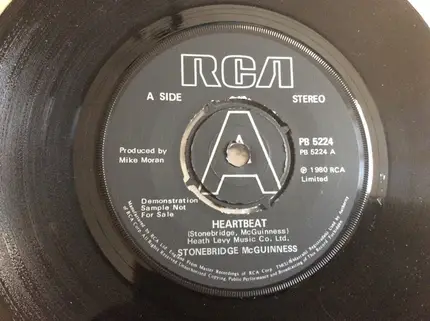 RCA
A SIDE
STEREO
A
PB 5224
PB 5224 A
Produced by
Mike Moran
℗ 1980 RCA
Limited
Demonstration
Sample Not
For Sale
HEARTBEAT
(Stonebridge, McGuinness)
Heath Levy Music Co. Ltd.
STONEBRIDGE McGUINNESS